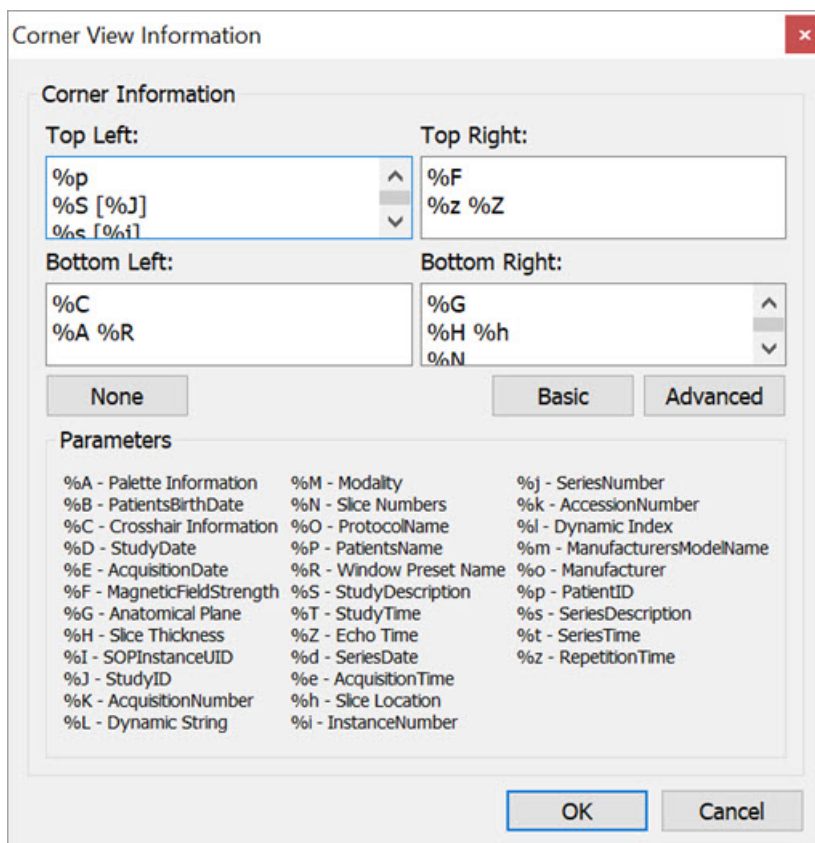 Corner View Information
Corner Information
Top Left:
Top Right:
%p
%S [%J]
%s [%i]
%F
%z %Z
Bottom Left:
Bottom Right:
%C
%A %R
%G
%H %h
%N
None
Basic
Advanced
Parameters
%A - Palette Information
%B - PatientsBirthDate
%C - Crosshair Information
%D - StudyDate
%E - AcquisitionDate
%F - MagneticFieldStrength
%G - Anatomical Plane
%H - Slice Thickness
%I - SOPInstanceUID
%J - StudyID
%K - AcquisitionNumber
%L - Dynamic String
%M - Modality
%N - Slice Numbers
%O - ProtocolName
%P - PatientsName
%R - Window Preset Name
%S - StudyDescription
%T - StudyTime
%Z - Echo Time
%d - SeriesDate
%e - AcquisitionTime
%h - Slice Location
%i - InstanceNumber
%j - SeriesNumber
%k - AccessionNumber
%l - Dynamic Index
%m - ManufacturersModelName
%o - Manufacturer
%p - PatientID
%s - SeriesDescription
%t - SeriesTime
%z - RepetitionTime
OK
Cancel